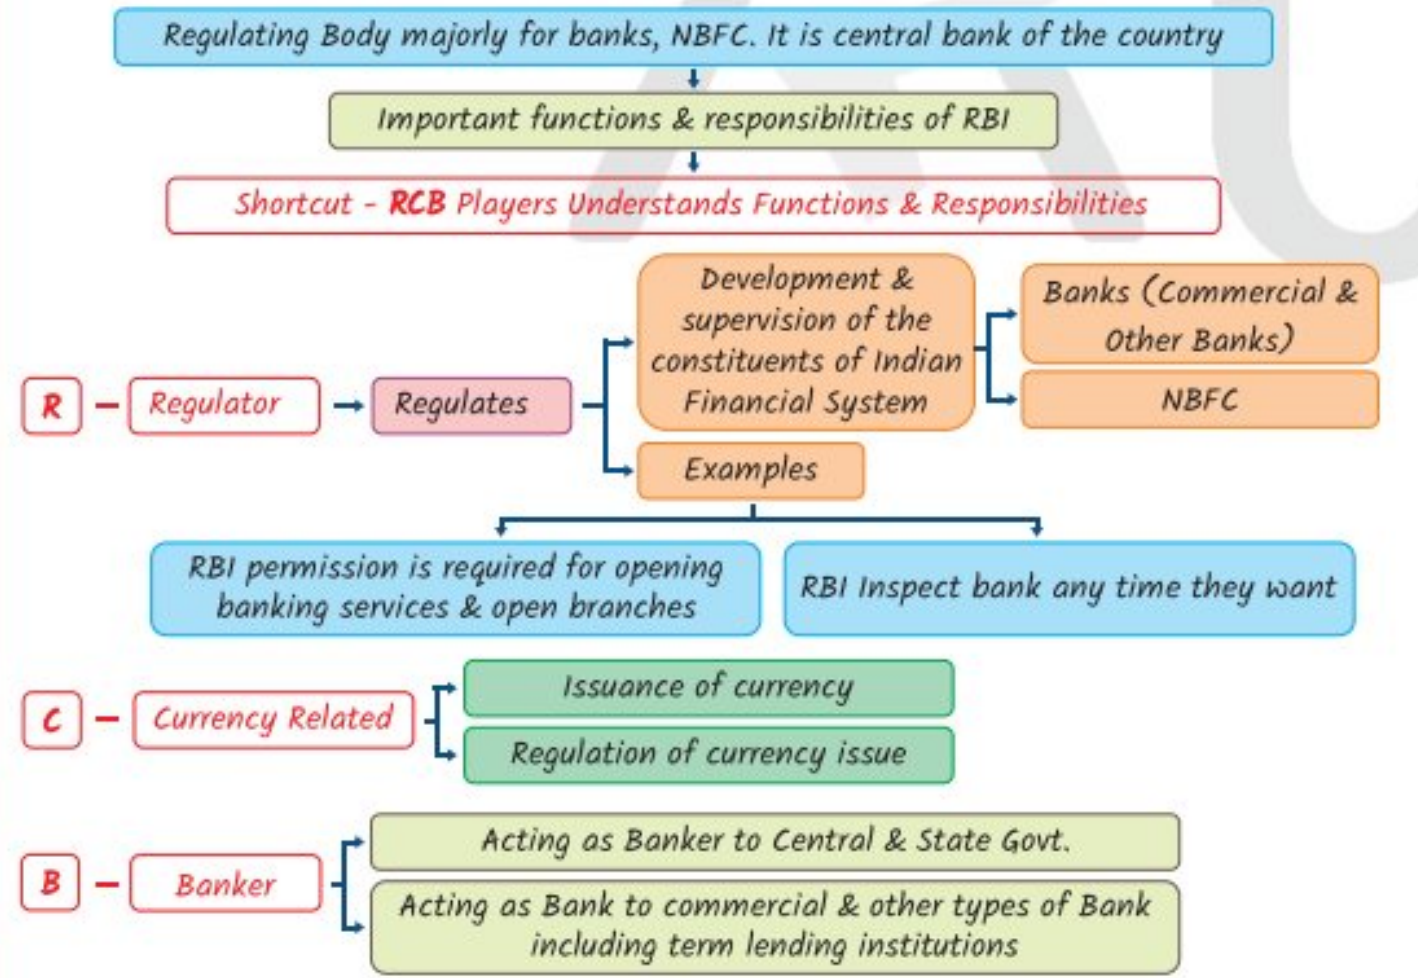 Regulating Body majorly for banks, NBFC. It is central bank of the country
Important functions & responsibilities of RBI
Shortcut - RCB Players Understands Functions & Responsibilities
R - Regulator
Regulates
Development &
supervision of the
constituents of Indian
Financial System
Banks (Commercial &
Other Banks)
NBFC
Examples
RBI permission is required for opening
banking services & open branches
RBI Inspect bank any time they want
C - Currency Related
Issuance of currency
Regulation of currency issue
B - Banker
Acting as Banker to Central & State Govt.
Acting as Bank to commercial & other types of Bank
including term lending institutions